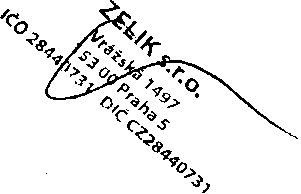 ZELIK s.r.o.
Vrážská 1497
153 00 Praha 5
IČO 28440731 DIČ CZ28440731